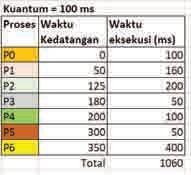 Kuantum = 100 ms
Proses Waktu Kedatangan Waktu eksekusi (ms)
P0 0 100
P1 50 160
P2 125 200
P3 180 50
P4 200 100
P5 300 50
P6 350 400
Total 1060